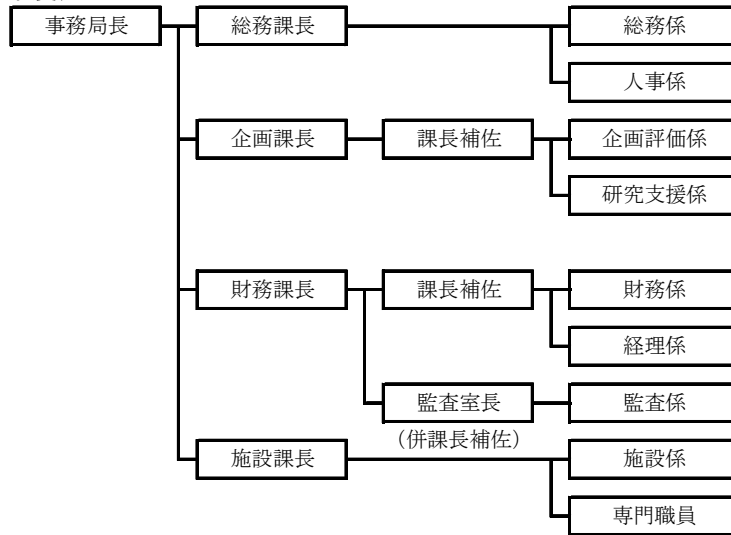 事務局長 総務課長 総務係
人事係
企画課長 課長補佐 企画評価係
研究支援係
財務課長 課長補佐 財務係
経理係
監査室長 監査係
（併課長補佐）
施設課長 施設係
専門職員